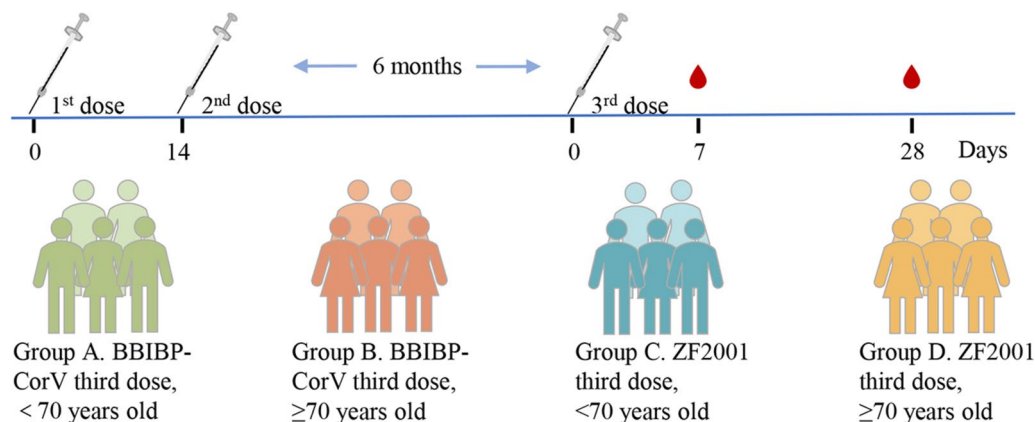 6 months
1st dose
2nd dose
3rd dose
0
14
0
7
28
Days
Group A. BBIBP-
CorV third dose,
< 70 years old
Group B. BBIBP-
CorV third dose,
≥70 years old
Group C. ZF2001
third dose,
<70 years old
Group D. ZF2001
third dose,
≥70 years old